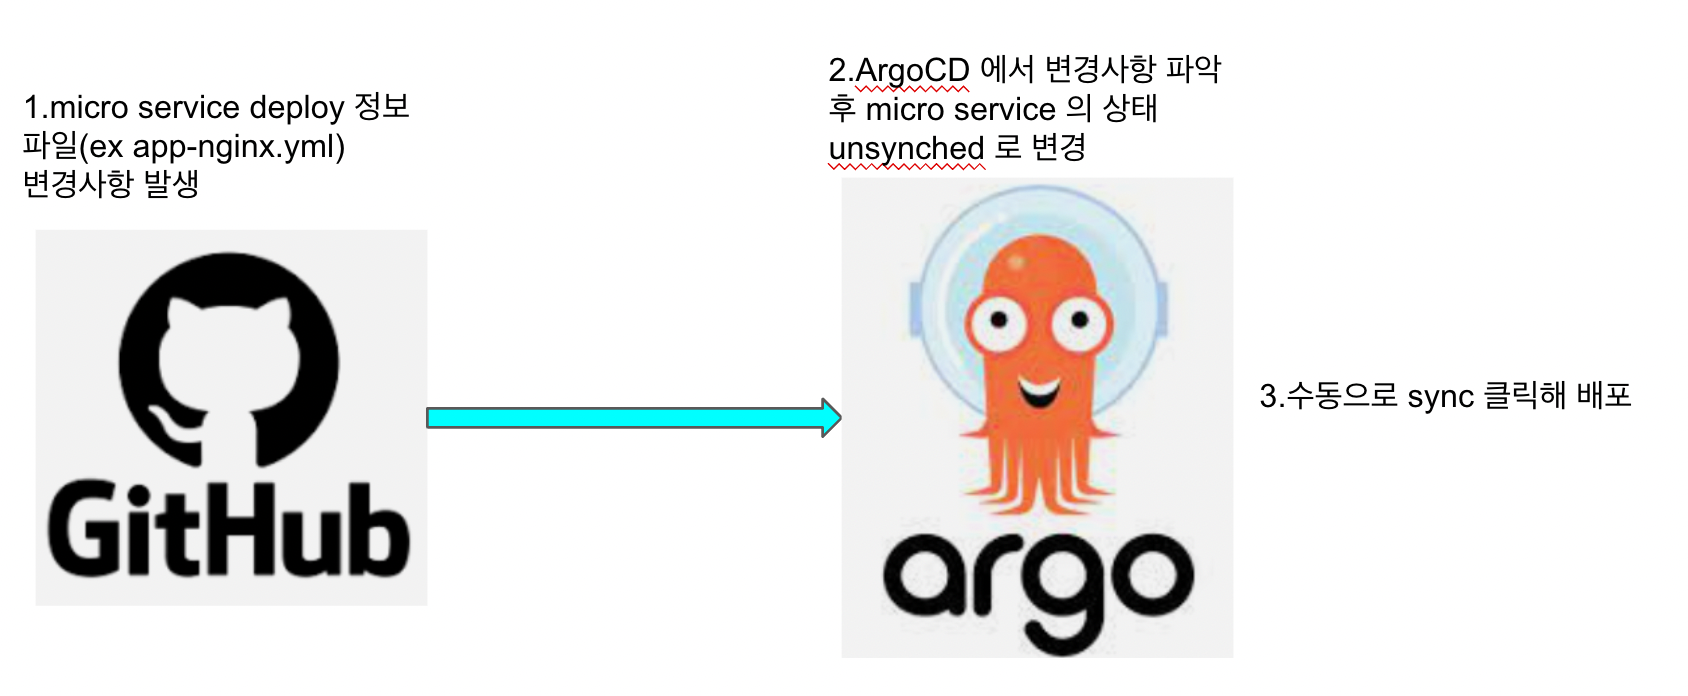 1.micro service deploy 정보
파일(ex app-nginx.yml)
변경사항 발생
GitHub
2.ArgoCD 에서 변경사항 파악
후 micro service 의 상태
unsynched 로 변경
argo
3.수동으로 sync 클릭해 배포